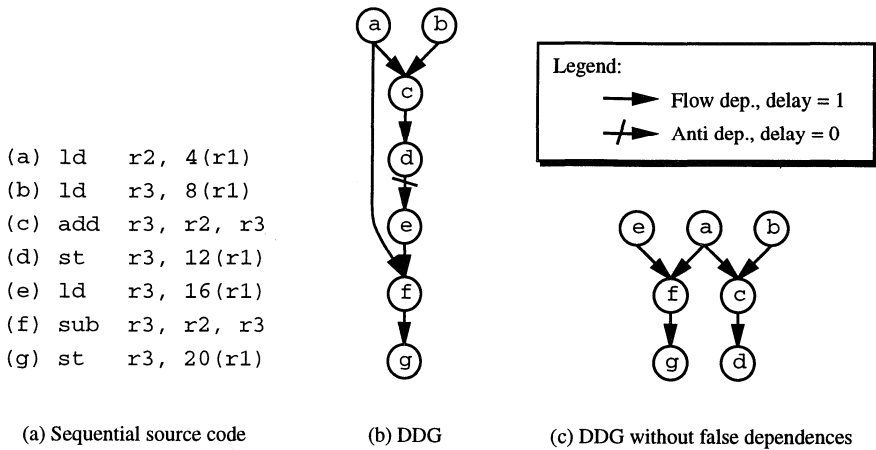 a b
c
d
e
f
g
Legend:
Flow dep., delay = 1
Anti dep., delay = 0
(a) ld r2, 4(r1)
(b) ld r3, 8(r1)
(c) add r3, r2, r3
(d) st r3, 12(r1)
(e) ld r3, 16(r1)
(f) sub r3, r2, r3
(g) st r3, 20(r1)
e a b
f c
g d
(a) Sequential source code
(b) DDG
(c) DDG without false dependences